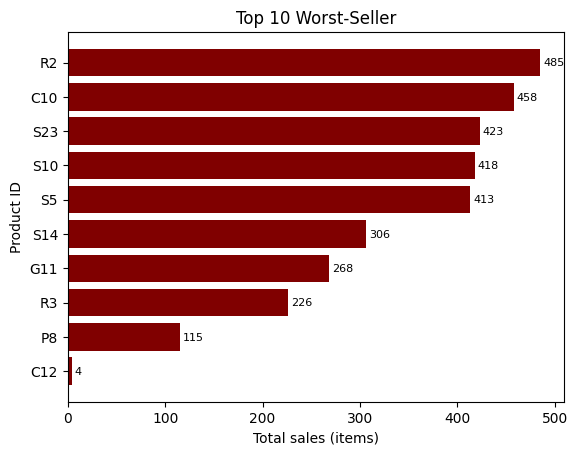 Top 10 Worst-Seller
Product ID
R2 485
C10 458
S23 423
S10 418
S5 413
S14 306
G11 268
R3 226
P8 115
C12 4
0 100 200 300 400 500
Total sales (items)